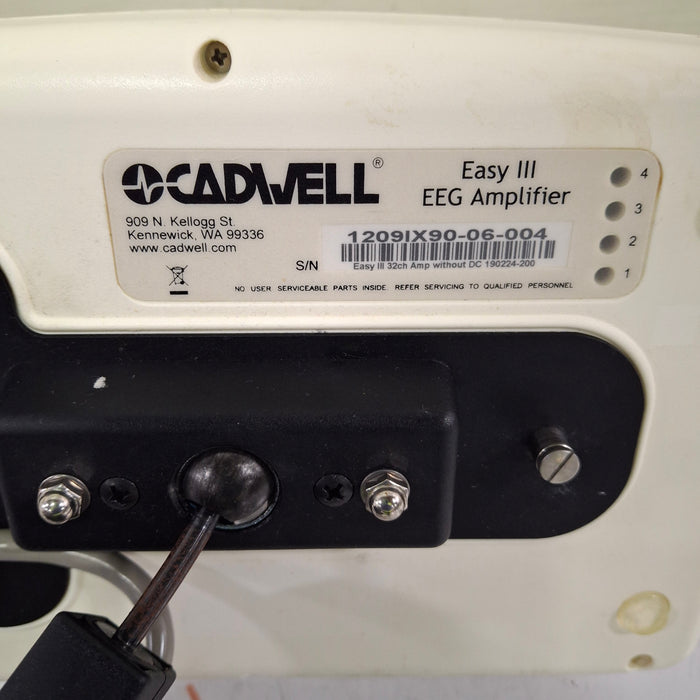 CADWELL®
Easy III
EEG Amplifier
909 N. Kellogg St.
Kennewick, WA 99336
www.cadwell.com
S/N
1209IX90-06-004
Easy III 32ch Amp without DC 190224-200
NO USER SERVICEABLE PARTS INSIDE. REFER SERVICING TO QUALIFIED PERSONNEL
4
3
2
1